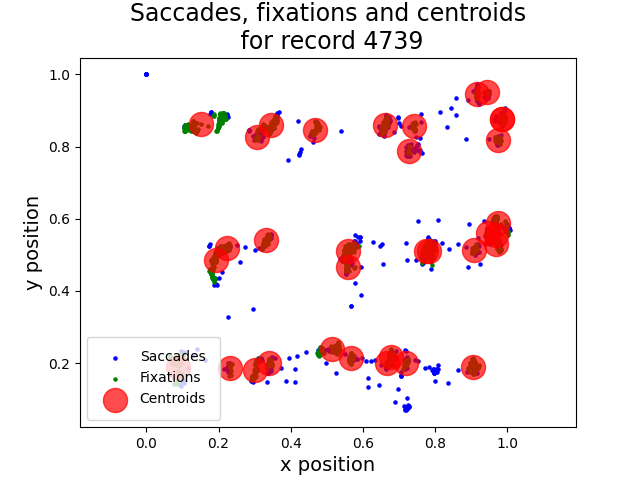 Saccades, fixations and centroids
for record 4739
1.0
0.8
0.6
0.4
0.2
y position
Saccades
Fixations
Centroids
0.0
0.2
0.4
0.6
0.8
1.0
x position